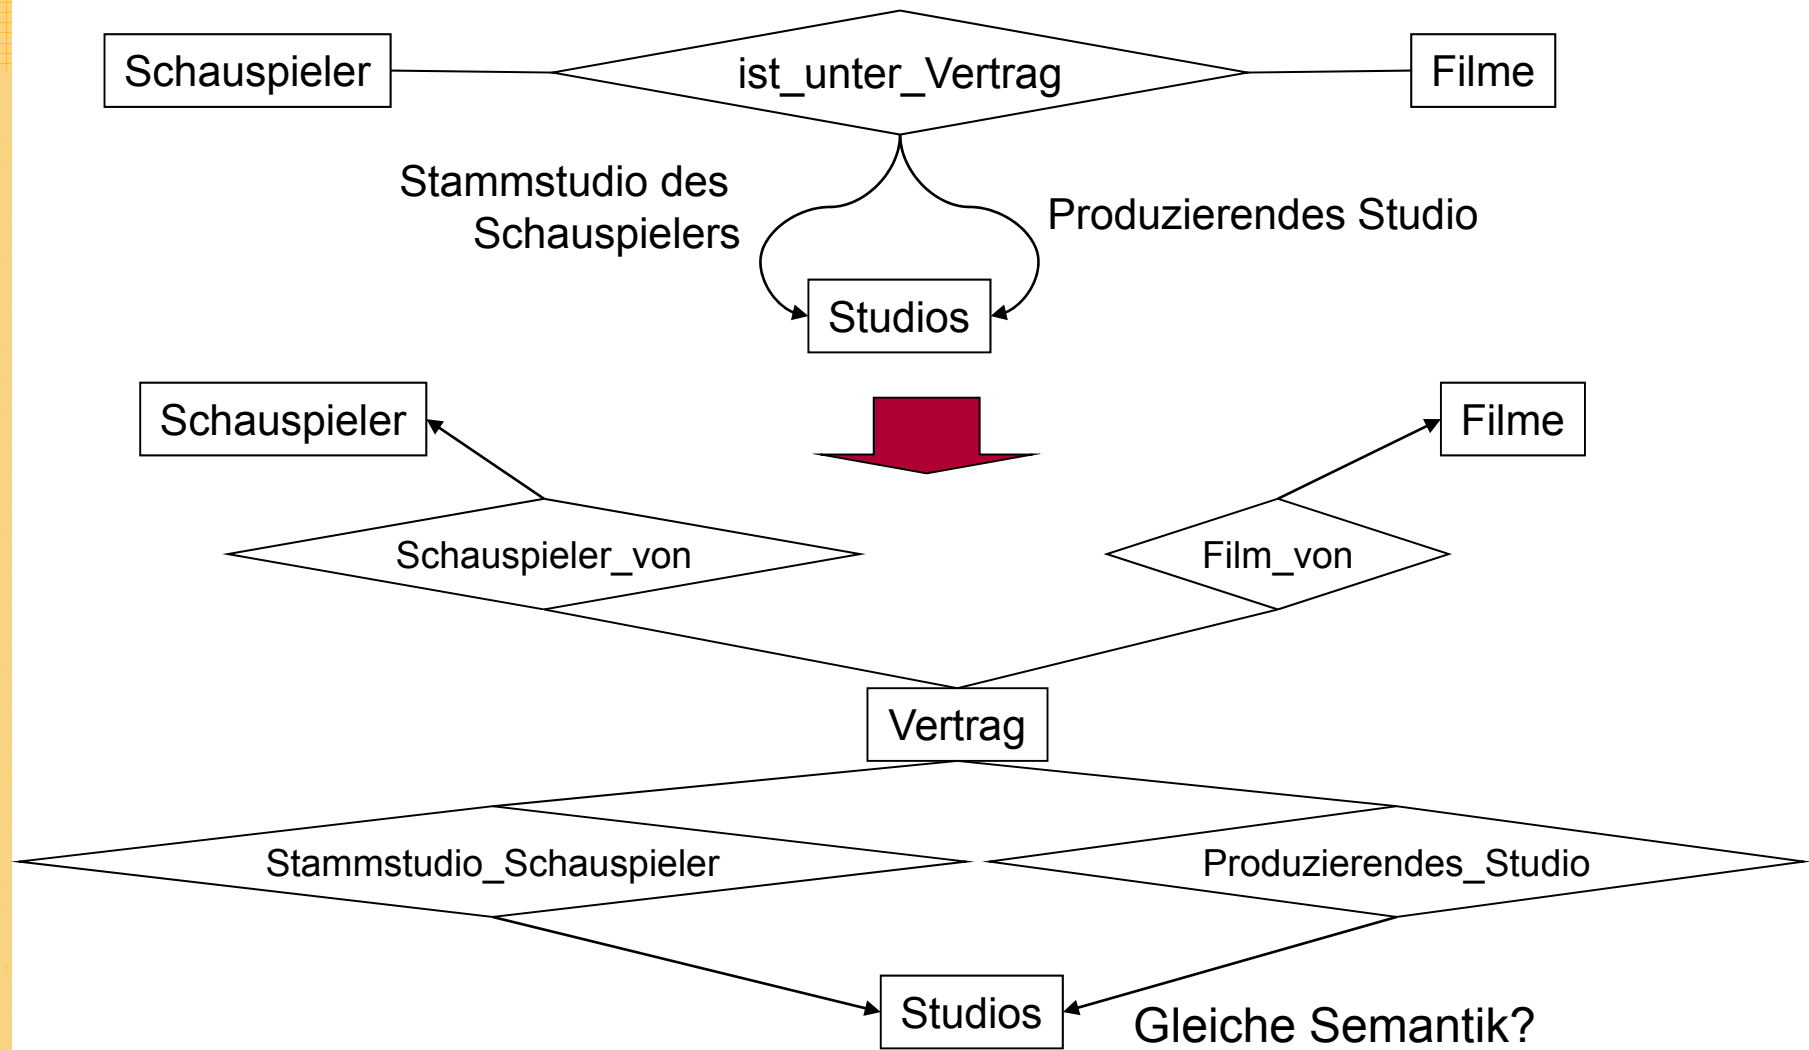 Schauspieler
ist_unter_Vertrag
Filme
Stammstudio des
Schauspielers
Produzierendes Studio
Studios
Schauspieler
Filme
Schauspieler_von
Film_von
Vertrag
Stammstudio_Schauspieler
Produzierendes_Studio
Studios
Gleiche Semantik?